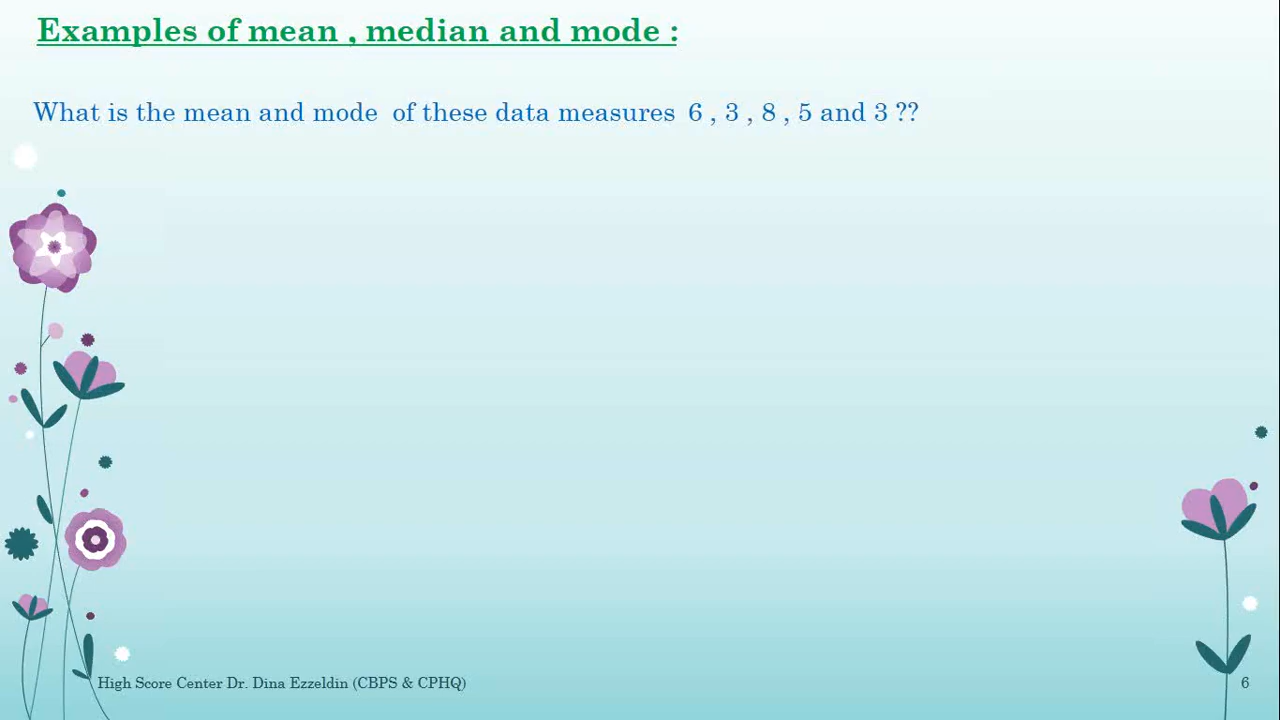 Examples of mean , median and mode :
What is the mean and mode of these data measures 6 , 3 , 8 , 5 and 3 ??
High Score Center Dr. Dina Ezzeldin (CBPS & CPHQ)
6